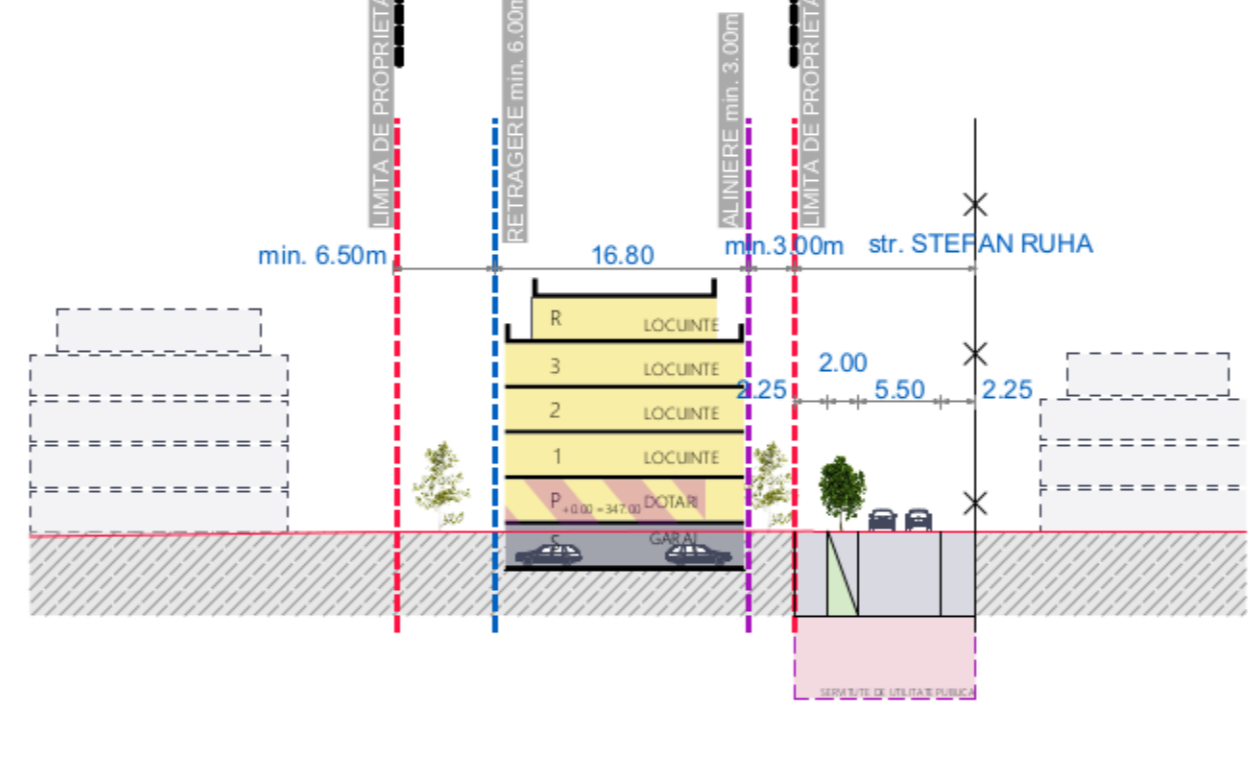 LIMITA DE PROPRIETA
RETRAGERE min. 6.00m
ALINIERE min. 3.00m
LIMITA DE PROPRIETA
min. 6.50m
16.80
min.3.00m
str. STEFAN RUHA
R LOCUINTE
3 LOCUINTE
2.00
2.25
5.50
2.25
2 LOCUINTE
1 LOCUINTE
P +0.00 =347.00 DOTARI
S GARAJ
SERVITUTE DE UTILITATE PUBLICA